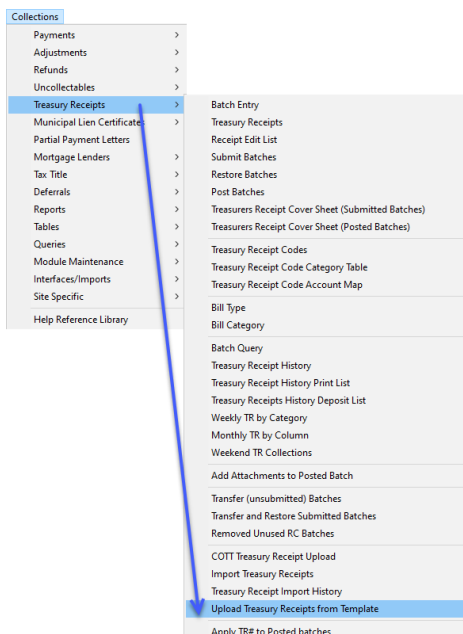 Collections
Payments
Adjustments
Refunds
Uncollectables
Treasury Receipts
Municipal Lien Certificates
Partial Payment Letters
Mortgage Lenders
Tax Title
Deferrals
Reports
Tables
Queries
Module Maintenance
Interfaces/Imports
Site Specific
Help Reference Library
Batch Entry
Treasury Receipts
Receipt Edit List
Submit Batches
Restore Batches
Post Batches
Treasurers Receipt Cover Sheet (Submitted Batches)
Treasurers Receipt Cover Sheet (Posted Batches)
Treasury Receipt Codes
Treasury Receipt Code Category Table
Treasury Receipt Code Account Map
Bill Type
Bill Category
Batch Query
Treasury Receipt History
Treasury Receipt History Print List
Treasury Receipts History Deposit List
Weekly TR by Category
Monthly TR by Column
Weekend TR Collections
Add Attachments to Posted Batch
Transfer (unsubmitted) Batches
Transfer and Restore Submitted Batches
Removed Unused RC Batches
COTT Treasury Receipt Upload
Import Treasury Receipts
Treasury Receipt Import History
Upload Treasury Receipts from Template
Apply TR# to Posted batches